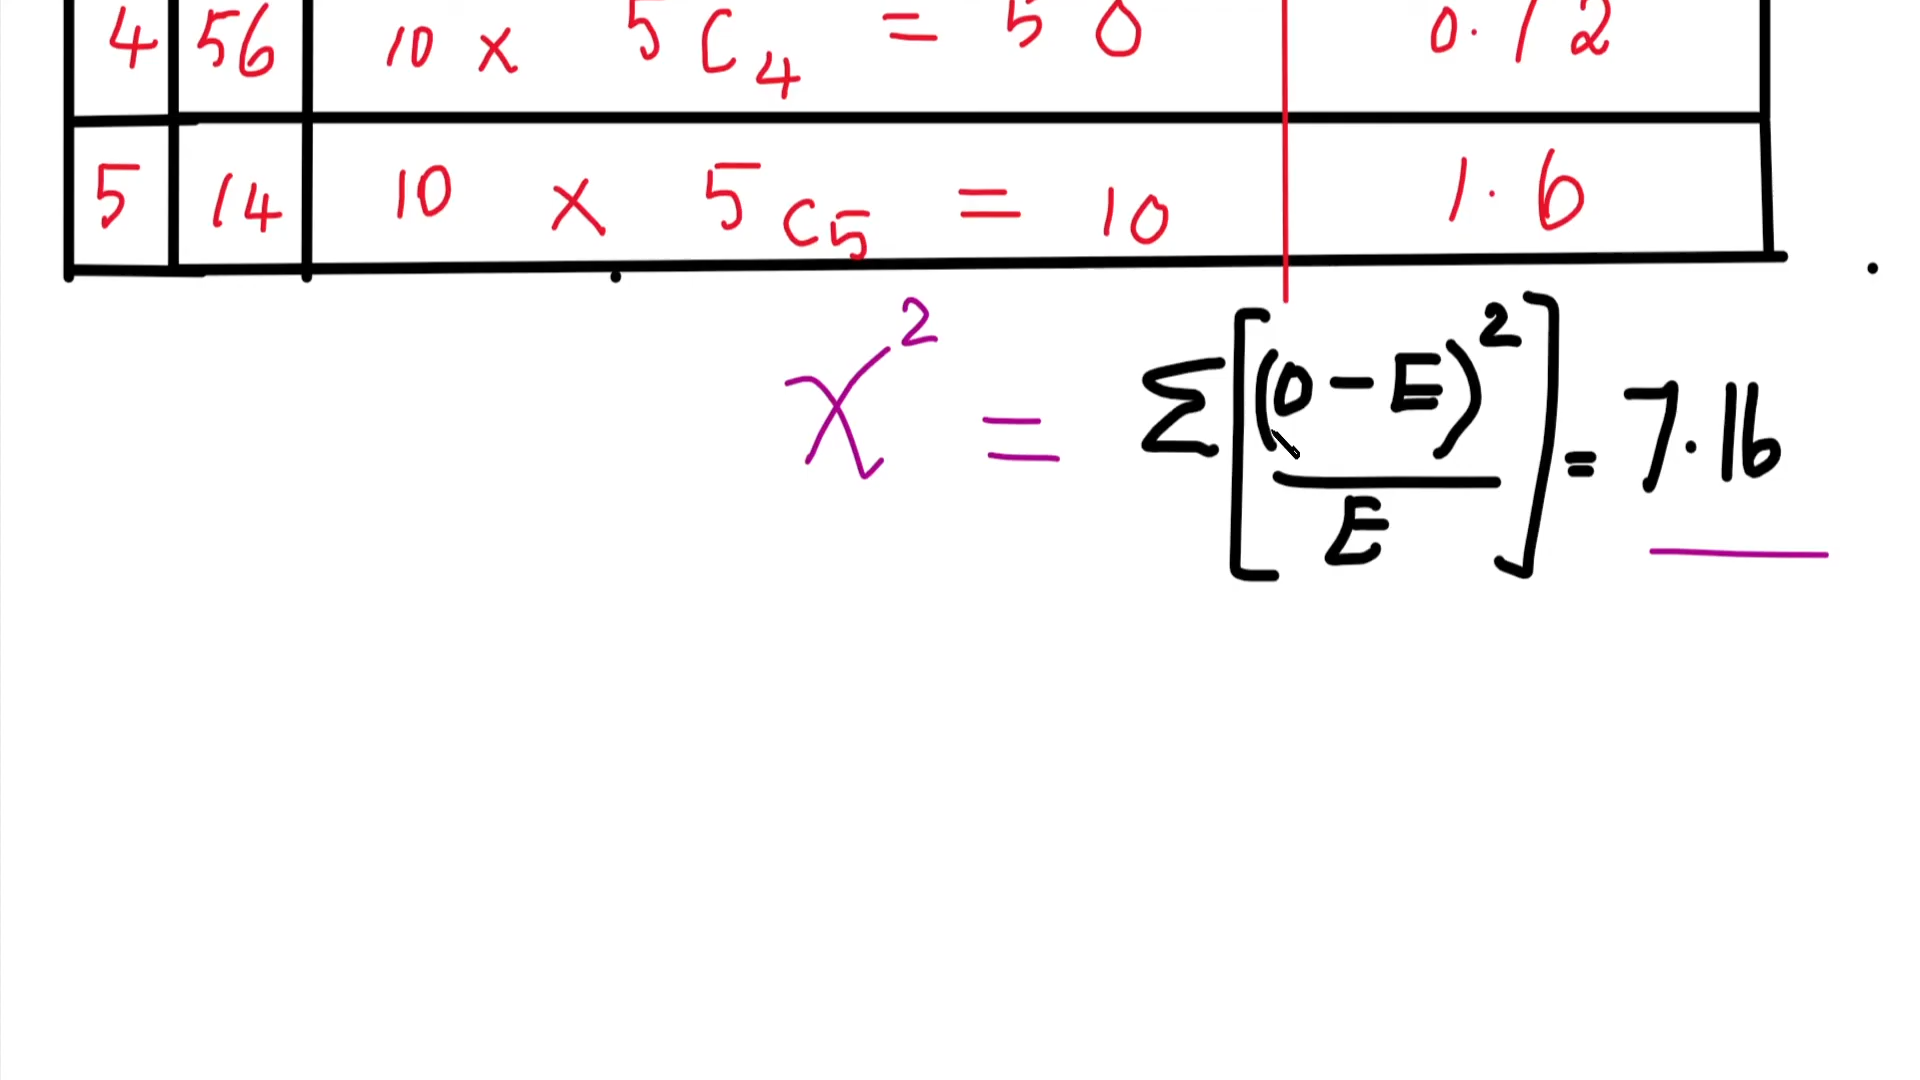 4 56 10 x 5C₄ = 50 0.72
5 14 10 x 5C₅ = 10 1.6
χ² = Σ[(O-E)²/E] = 7.16